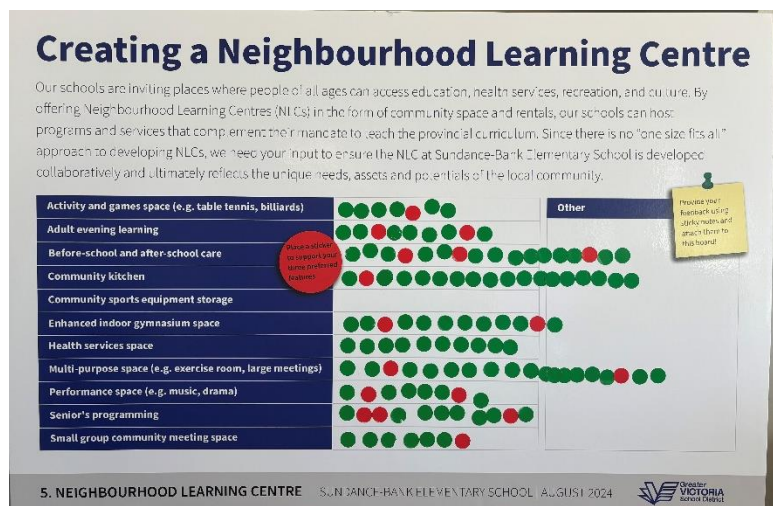 Creating a Neighbourhood Learning Centre
Our schools are inviting places where people of all ages can access education, health services, recreation, and culture. By
offering Neighbourhood Learning Centres (NLCs) in the form of community space and rentals, our schools can host
programs and services that complement their mandate to teach the provincial curriculum. Since there is no "one size fits all"
approach to developing NLCs, we need your input to ensure the NLC at Sundance-Bank Elementary School is developed
collaboratively and ultimately reflects the unique needs, assets and potentials of the local community.
Activity and games space (e.g. table tennis, billiards)
Other
Provide your
feedback using
sticky notes and
attach them to
this board!
Adult evening learning
Before-school and after-school care
Place a sticker
to support your
three preferred
features
Community kitchen
Community sports equipment storage
Enhanced indoor gymnasium space
Health services space
Multi-purpose space (e.g. exercise room, large meetings)
Performance space (e.g. music, drama)
Senior's programming
Small group community meeting space
5. NEIGHBOURHOOD LEARNING CENTRE SUNDANCE-BANK ELEMENTARY SCHOOL | AUGUST 2024
Greater
VICTORIA
School District